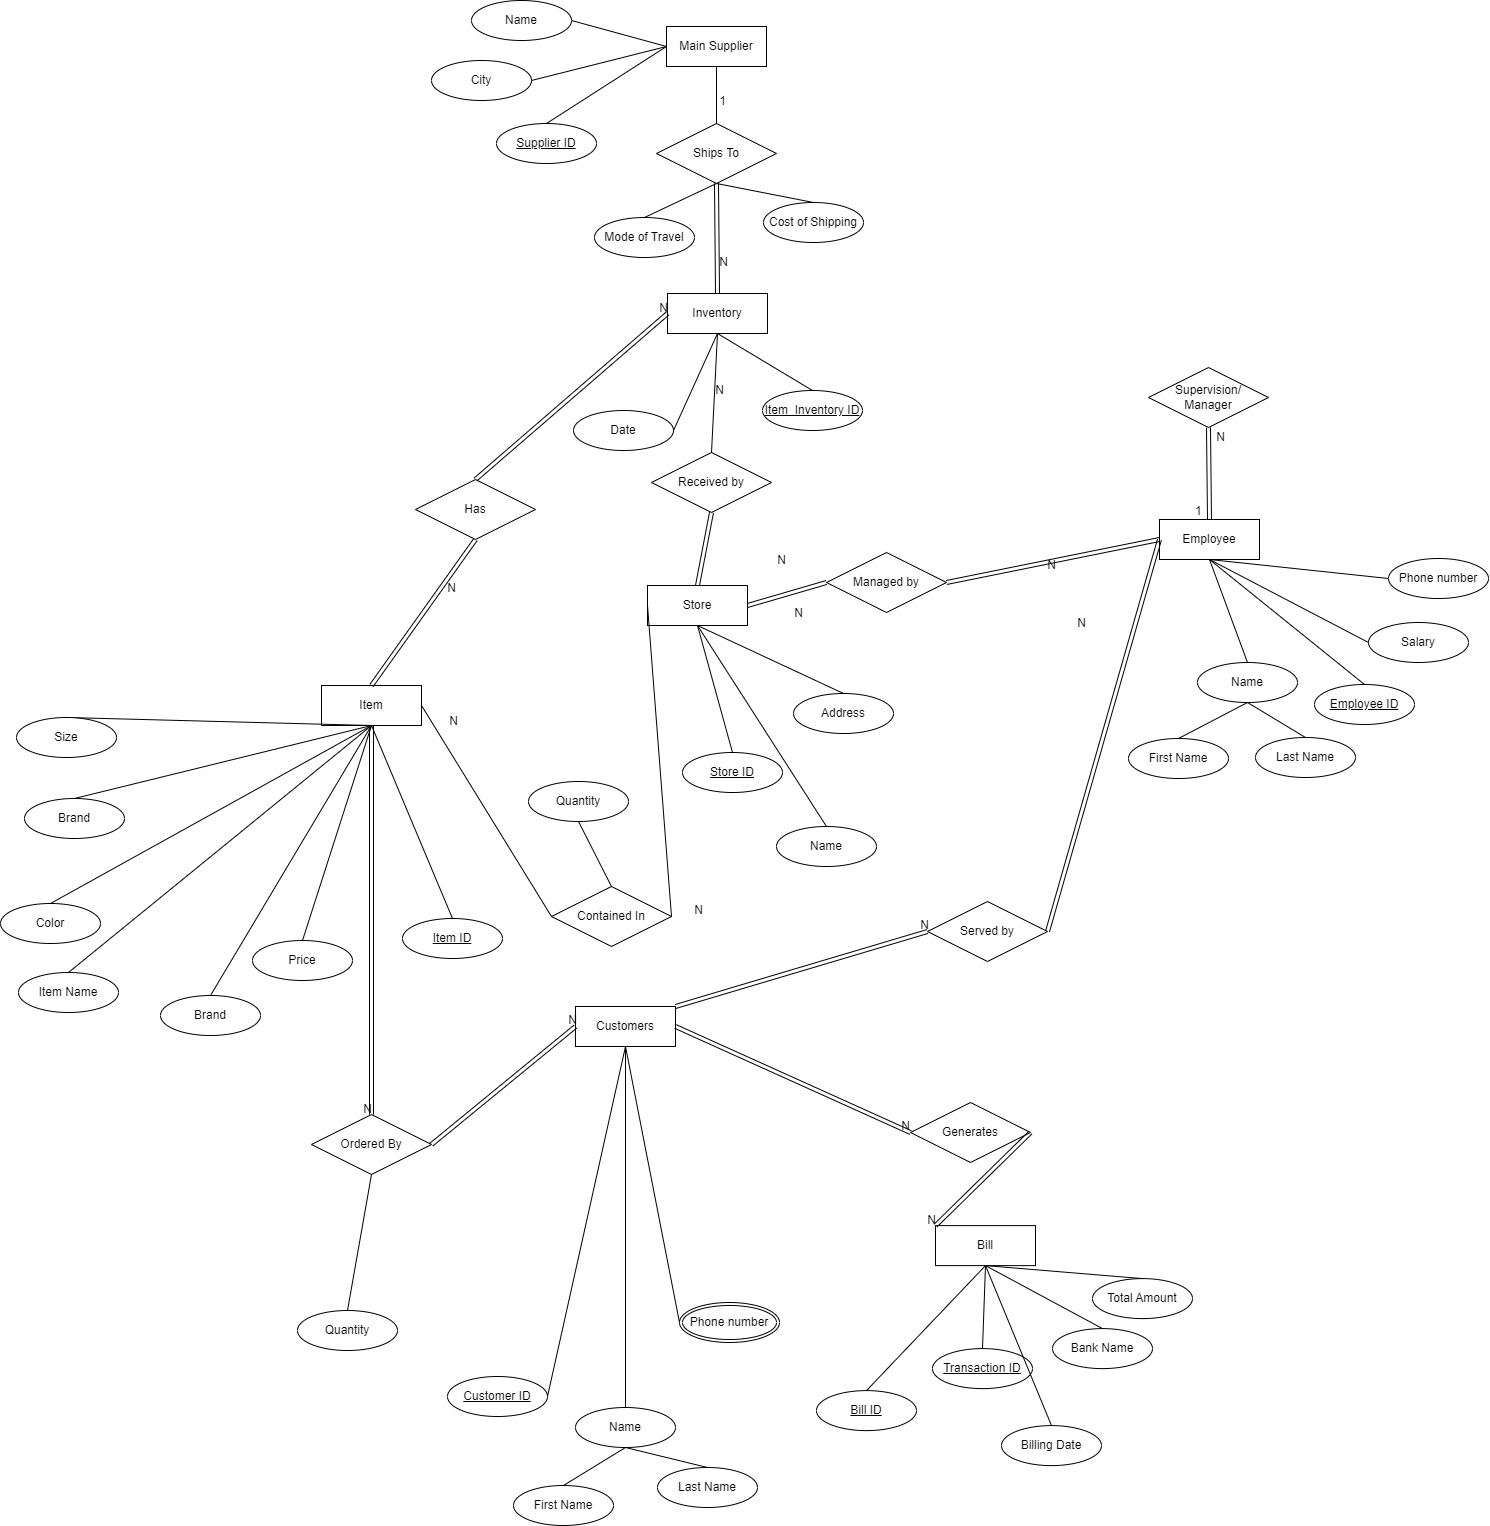 Name
Main Supplier
City
1
Supplier ID
Ships To
Cost of Shipping
Mode of Travel
N
N
Inventory
Supervision/
Manager
N
Item  Inventory ID
Date
N
Received by
Has
1
Employee
N
N
Managed by
Phone number
N
Store
N
N
Salary
Name
Employee ID
Item
N
Address
Size
First Name
Last Name
Store ID
Quantity
Brand
Name
N
Contained In
Color
N
Served by
Item ID
Price
Item Name
Brand
N
Customers
N
N
Generates
Ordered By
N
Bill
Total Amount
Phone number
Quantity
Bank Name
Transaction ID
Customer ID
Bill ID
Name
Billing Date
Last Name
First Name